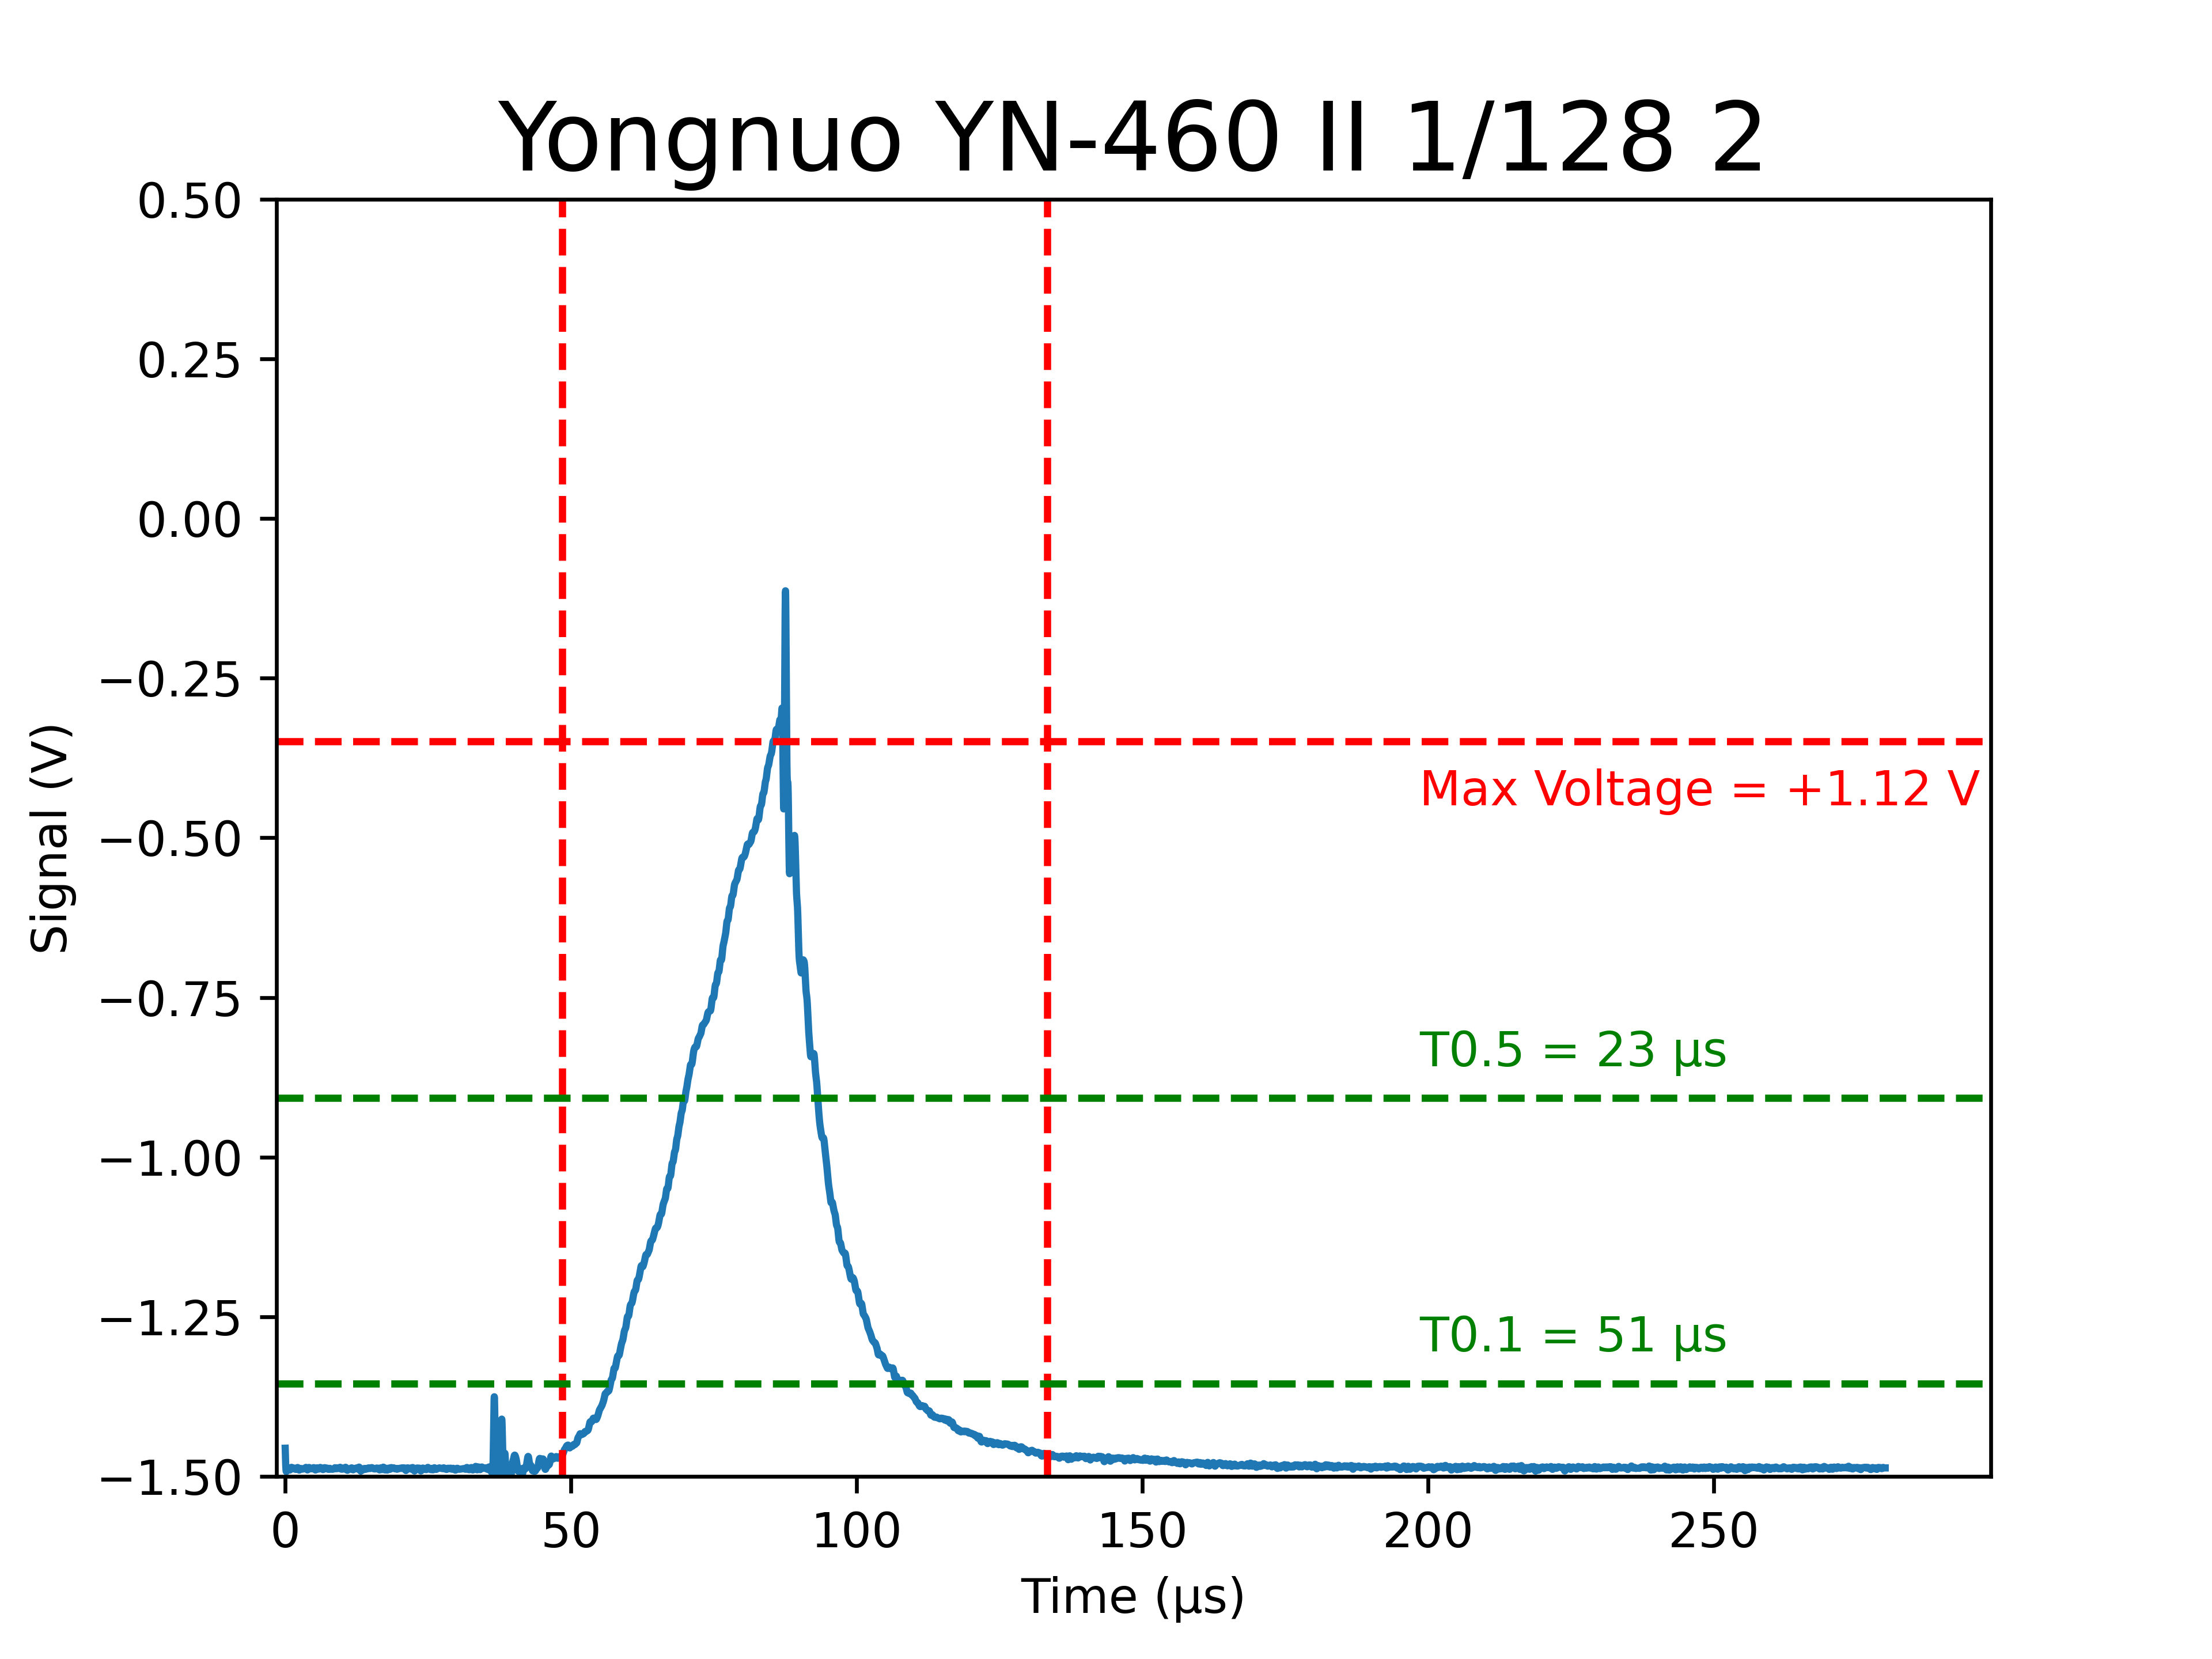 Yongnuo YN-460 II 1/128 2
0.50
0.25
0.00
−0.25
−0.50
−0.75
−1.00
−1.25
−1.50
Signal (V)
Max Voltage = +1.12 V
T0.5 = 23 µs
T0.1 = 51 µs
0 50 100 150 200 250
Time (µs)